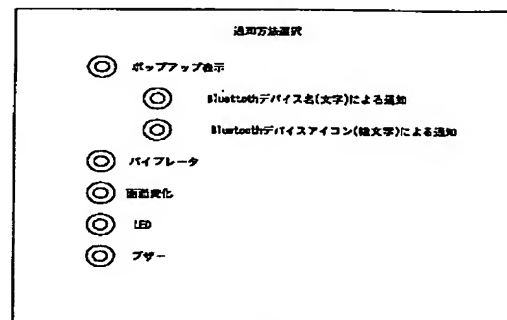 通知方法選択
ポップアップ表示
Bluetoothデバイス名(文字)による通知
Bluetoothデバイスアイコン(絵文字)による通知
バイブレータ
画面変化
LED
ブザー